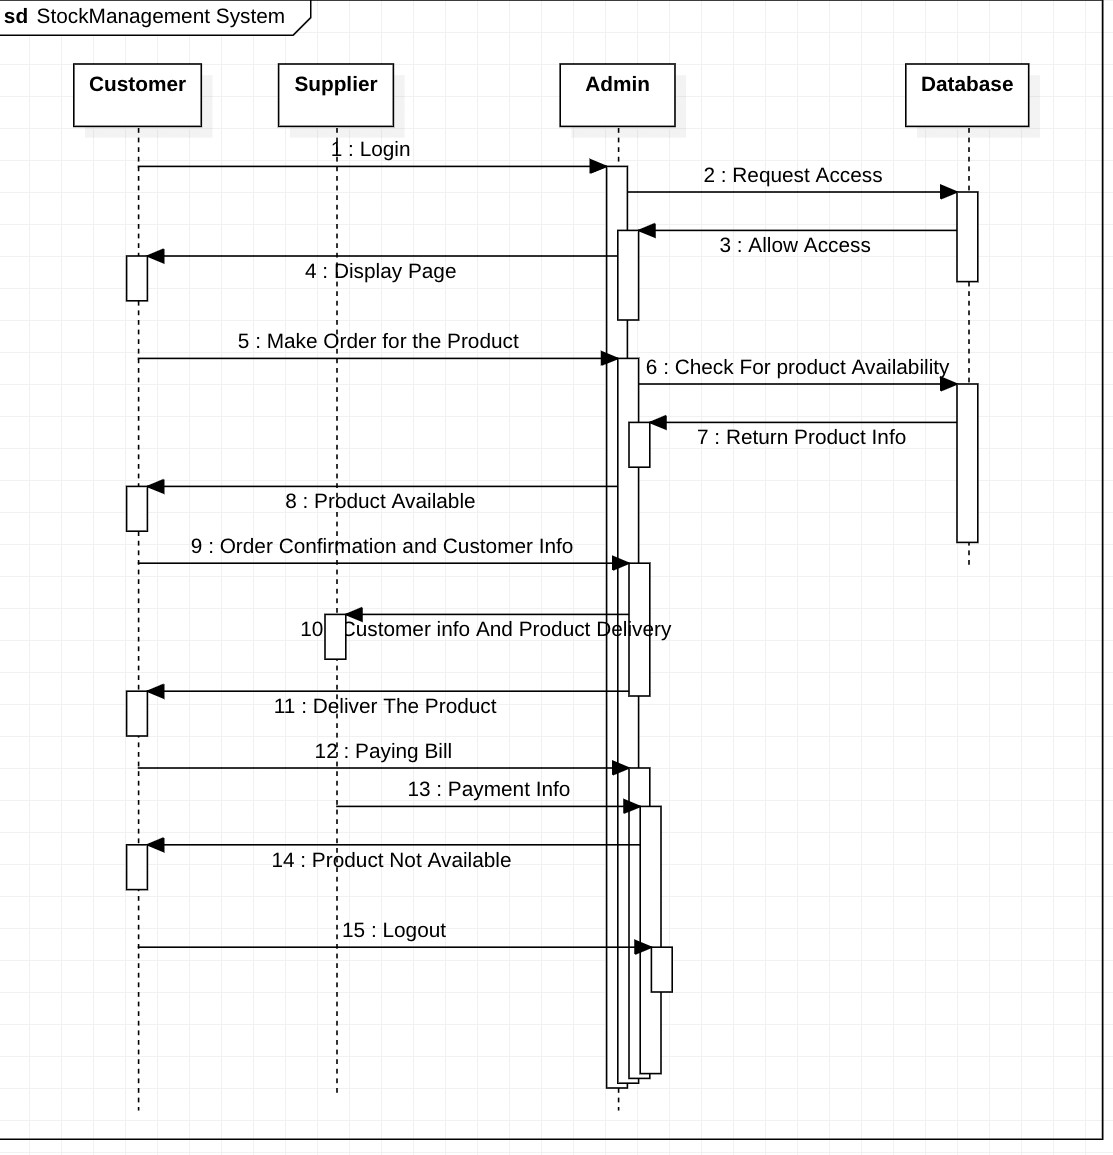 sd StockManagement System
Customer Supplier Admin Database
1 : Login
2 : Request Access
3 : Allow Access
4 : Display Page
5 : Make Order for the Product
6 : Check For product Availability
7 : Return Product Info
8 : Product Available
9 : Order Confirmation and Customer Info
10 Customer info And Product Delivery
11 : Deliver The Product
12 : Paying Bill
13 : Payment Info
14 : Product Not Available
15 : Logout